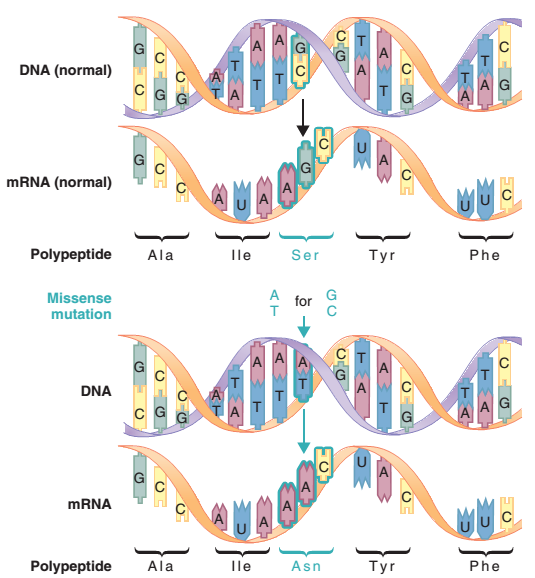 G C C A T A A G C T A C T T C
DNA (normal)
C G G T A T T C G A T G A A G
mRNA (normal)
G C C A U A A G C U A C U U C
Polypeptide Ala Ile Ser Tyr Phe
Missense mutation
A for G
T C
G C C A T A A A C T A C T T C
DNA
C G G T A T T T G A T G A A G
mRNA
G C C A U A A A C U A C U U C
Polypeptide Ala Ile Asn Tyr Phe